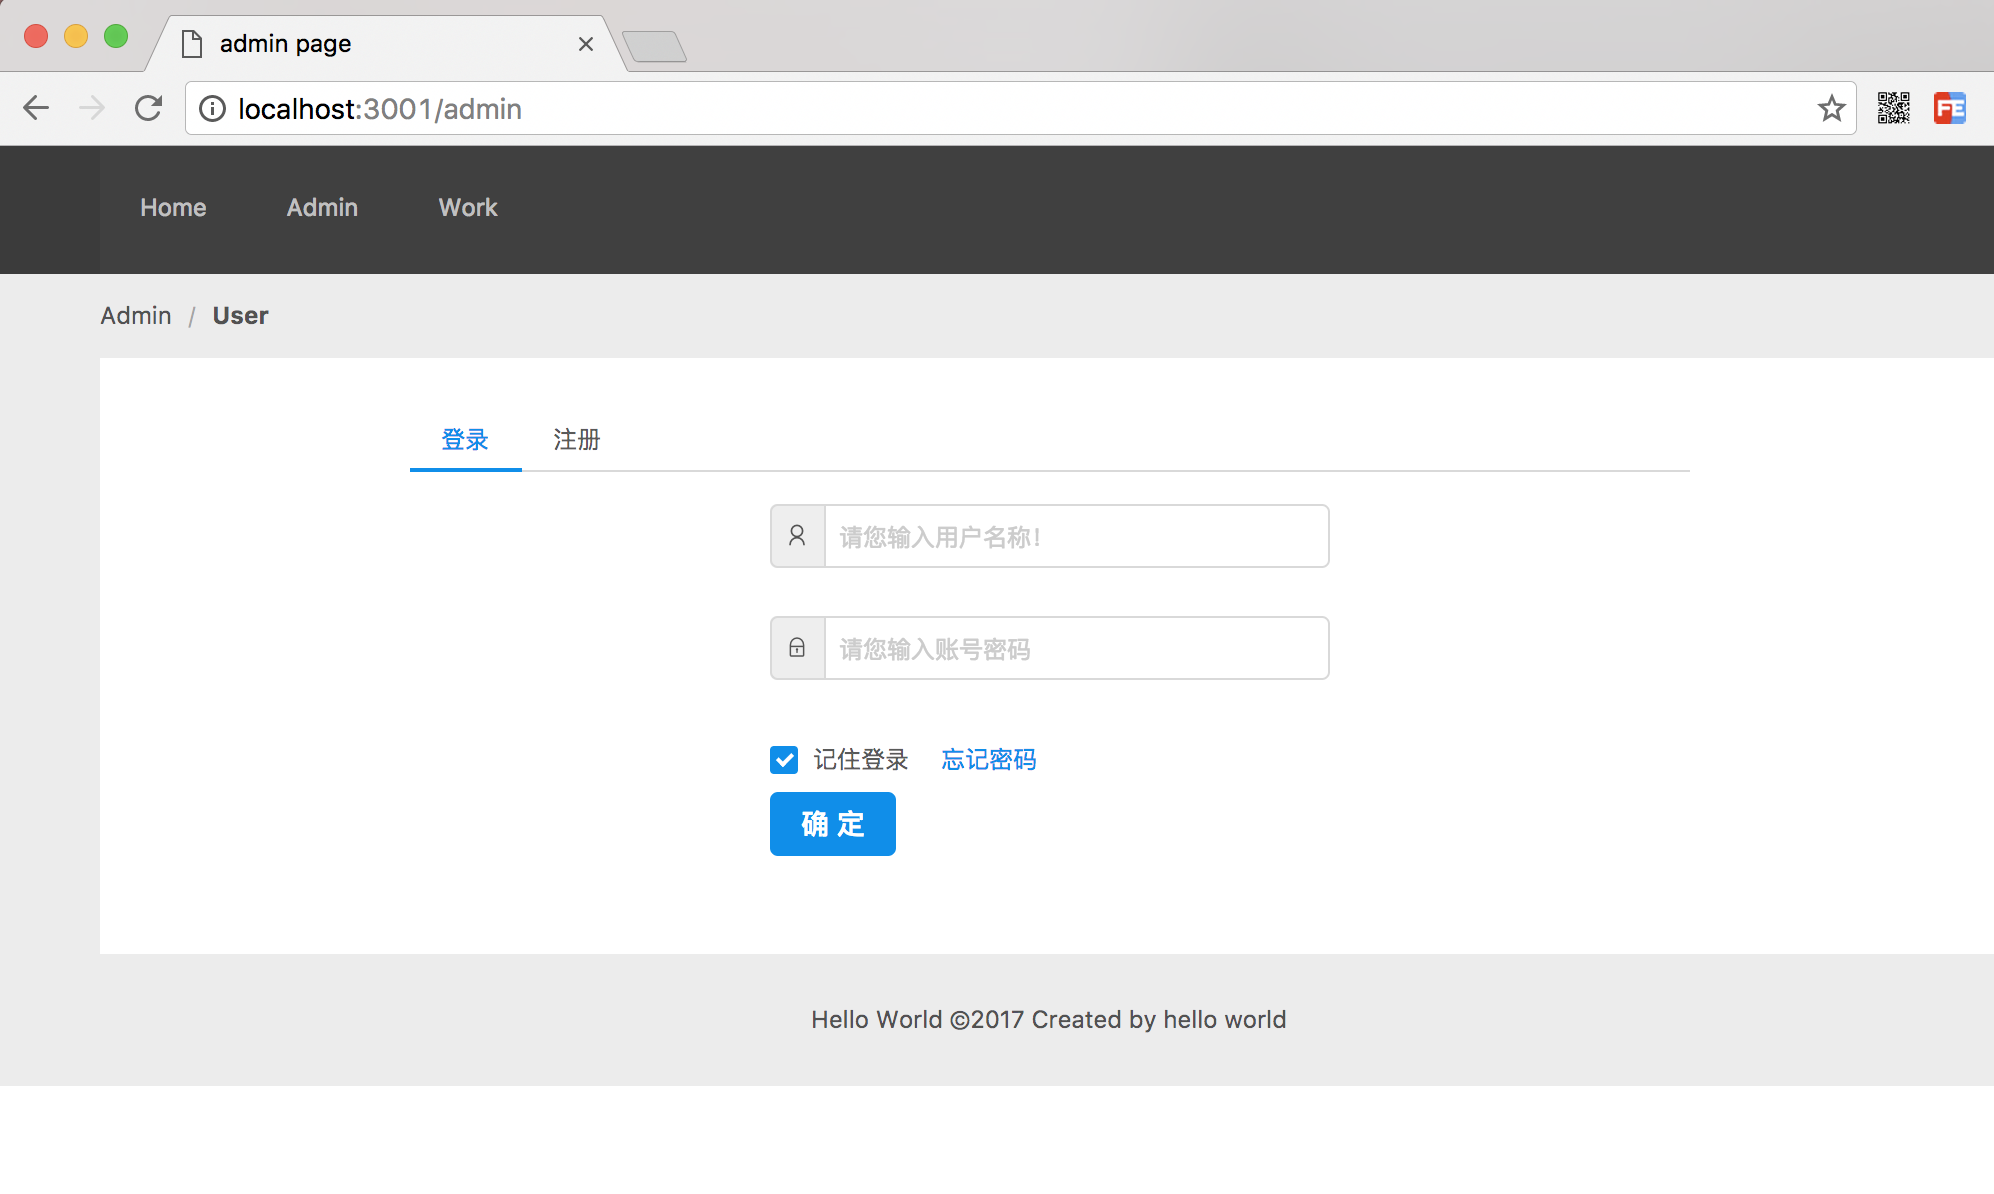 admin page
localhost:3001/admin
FE
Home Admin Work
Admin / User
登录 注册
请您输入用户名称!
请您输入账号密码
记住登录 忘记密码
确 定
Hello World ©2017 Created by hello world